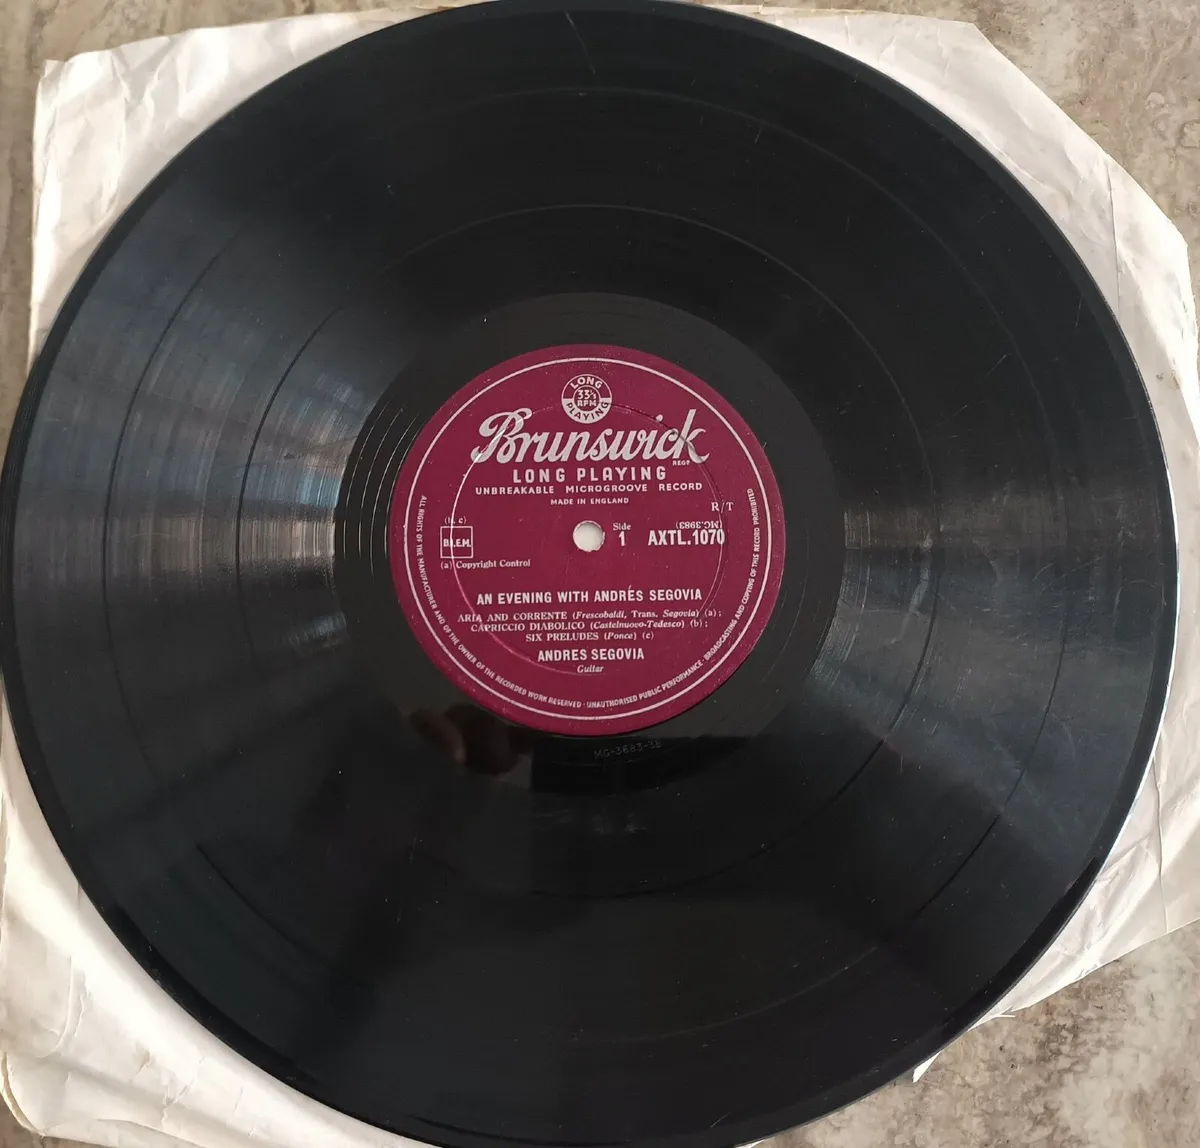 LONG
33⅓
RPM
PLAYING
Brunswick
REGD
LONG PLAYING
UNBREAKABLE MICROGROOVE RECORD
MADE IN ENGLAND
R/T
(b, c)
B.I.E.M.
(a) Copyright Control
Side
1
(MG.3983)
AXTL.1070
AN EVENING WITH ANDRÉS SEGOVIA
ARIA AND CORRENTE (Frescobaldi, Trans. Segovia) (a);
CAPRICCIO DIABOLICO (Castelnuovo-Tedesco) (b);
SIX PRELUDES (Ponce) (c)
ANDRES SEGOVIA
Guitar
ALL RIGHTS OF THE MANUFACTURER AND OF THE OWNER OF THE RECORDED WORK RESERVED · UNAUTHORISED PUBLIC PERFORMANCE · BROADCASTING AND COPYING OF THIS RECORD PROHIBITED